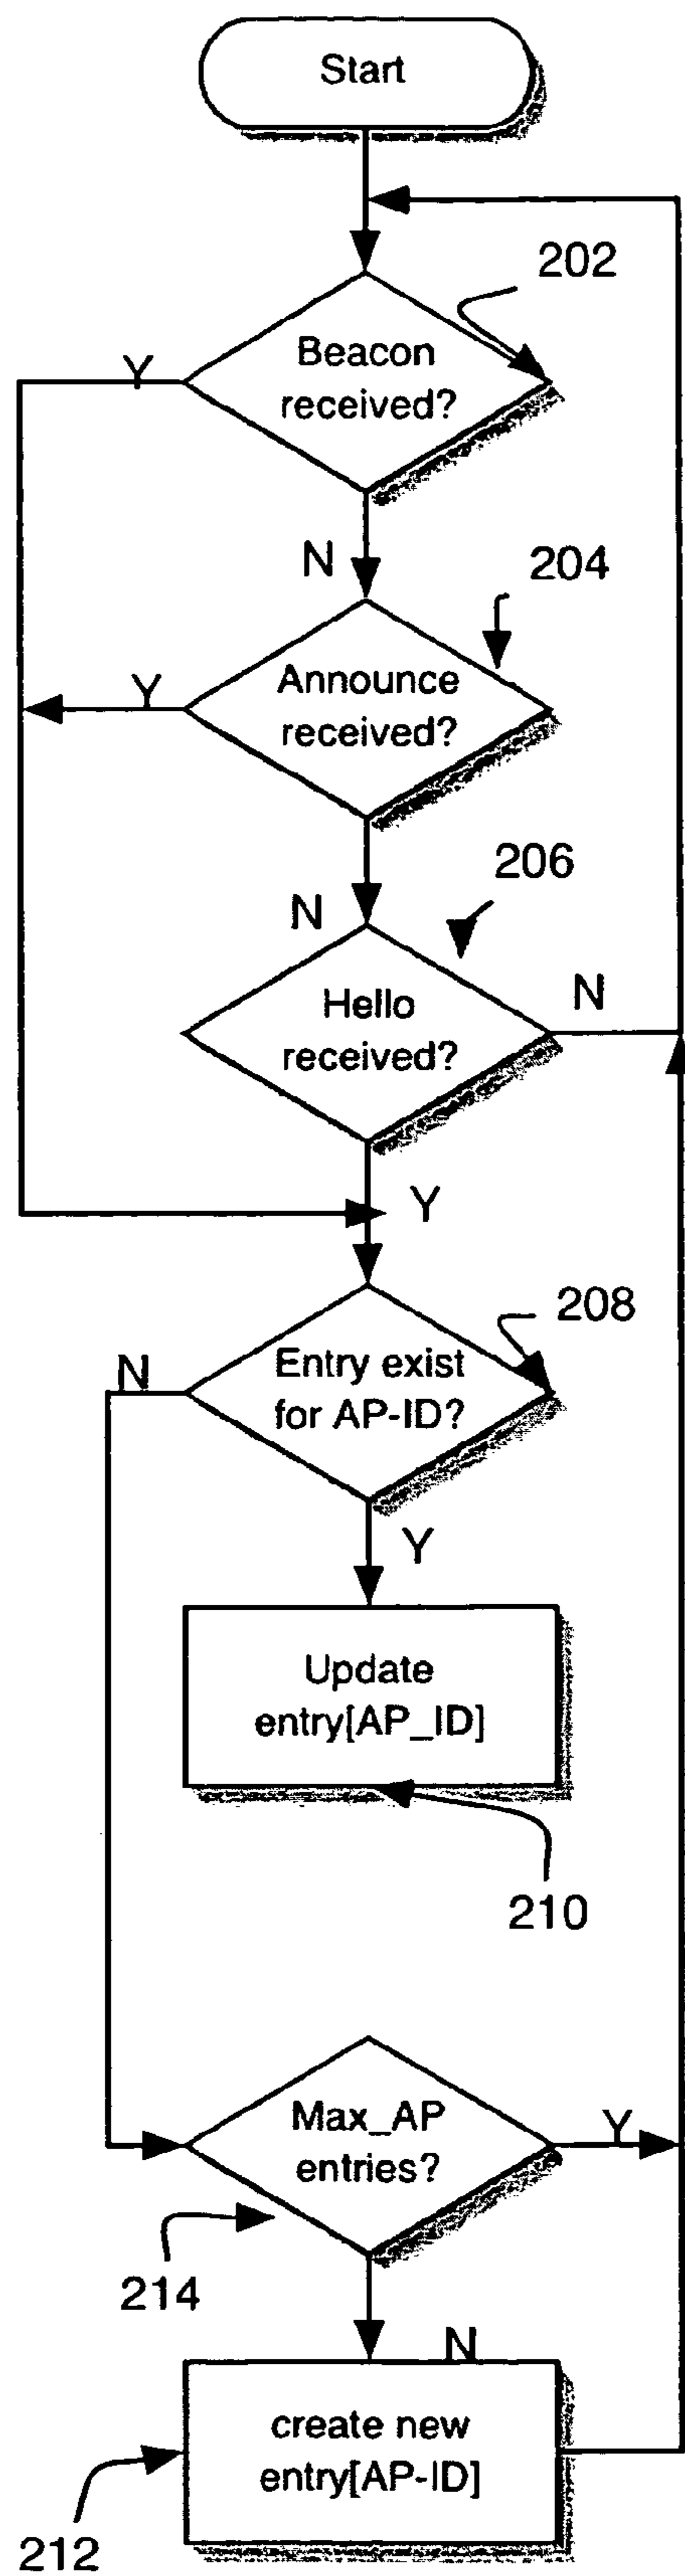 Start
202
Beacon
received?
Y
N
204
Announce
received?
Y
206
N
Hello
received?
N
Y
208
Entry exist
for AP-ID?
N
Y
Update
entry[AP_ID]
210
Max_AP
entries?
Y
214
N
create new
entry[AP-ID]
212